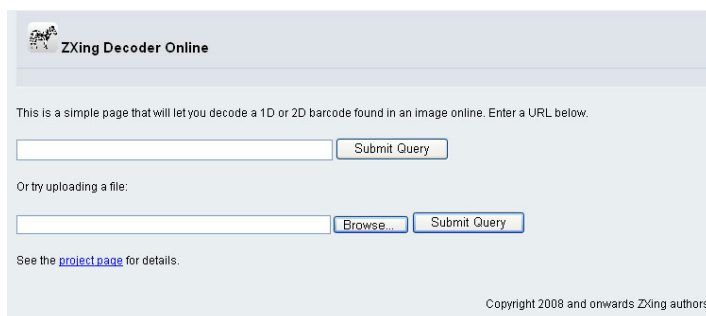 ZXing Decoder Online
This is a simple page that will let you decode a 1D or 2D barcode found in an image online. Enter a URL below.
Submit Query
Or try uploading a file:
Browse... Submit Query
See the project page for details.
Copyright 2008 and onwards ZXing authors